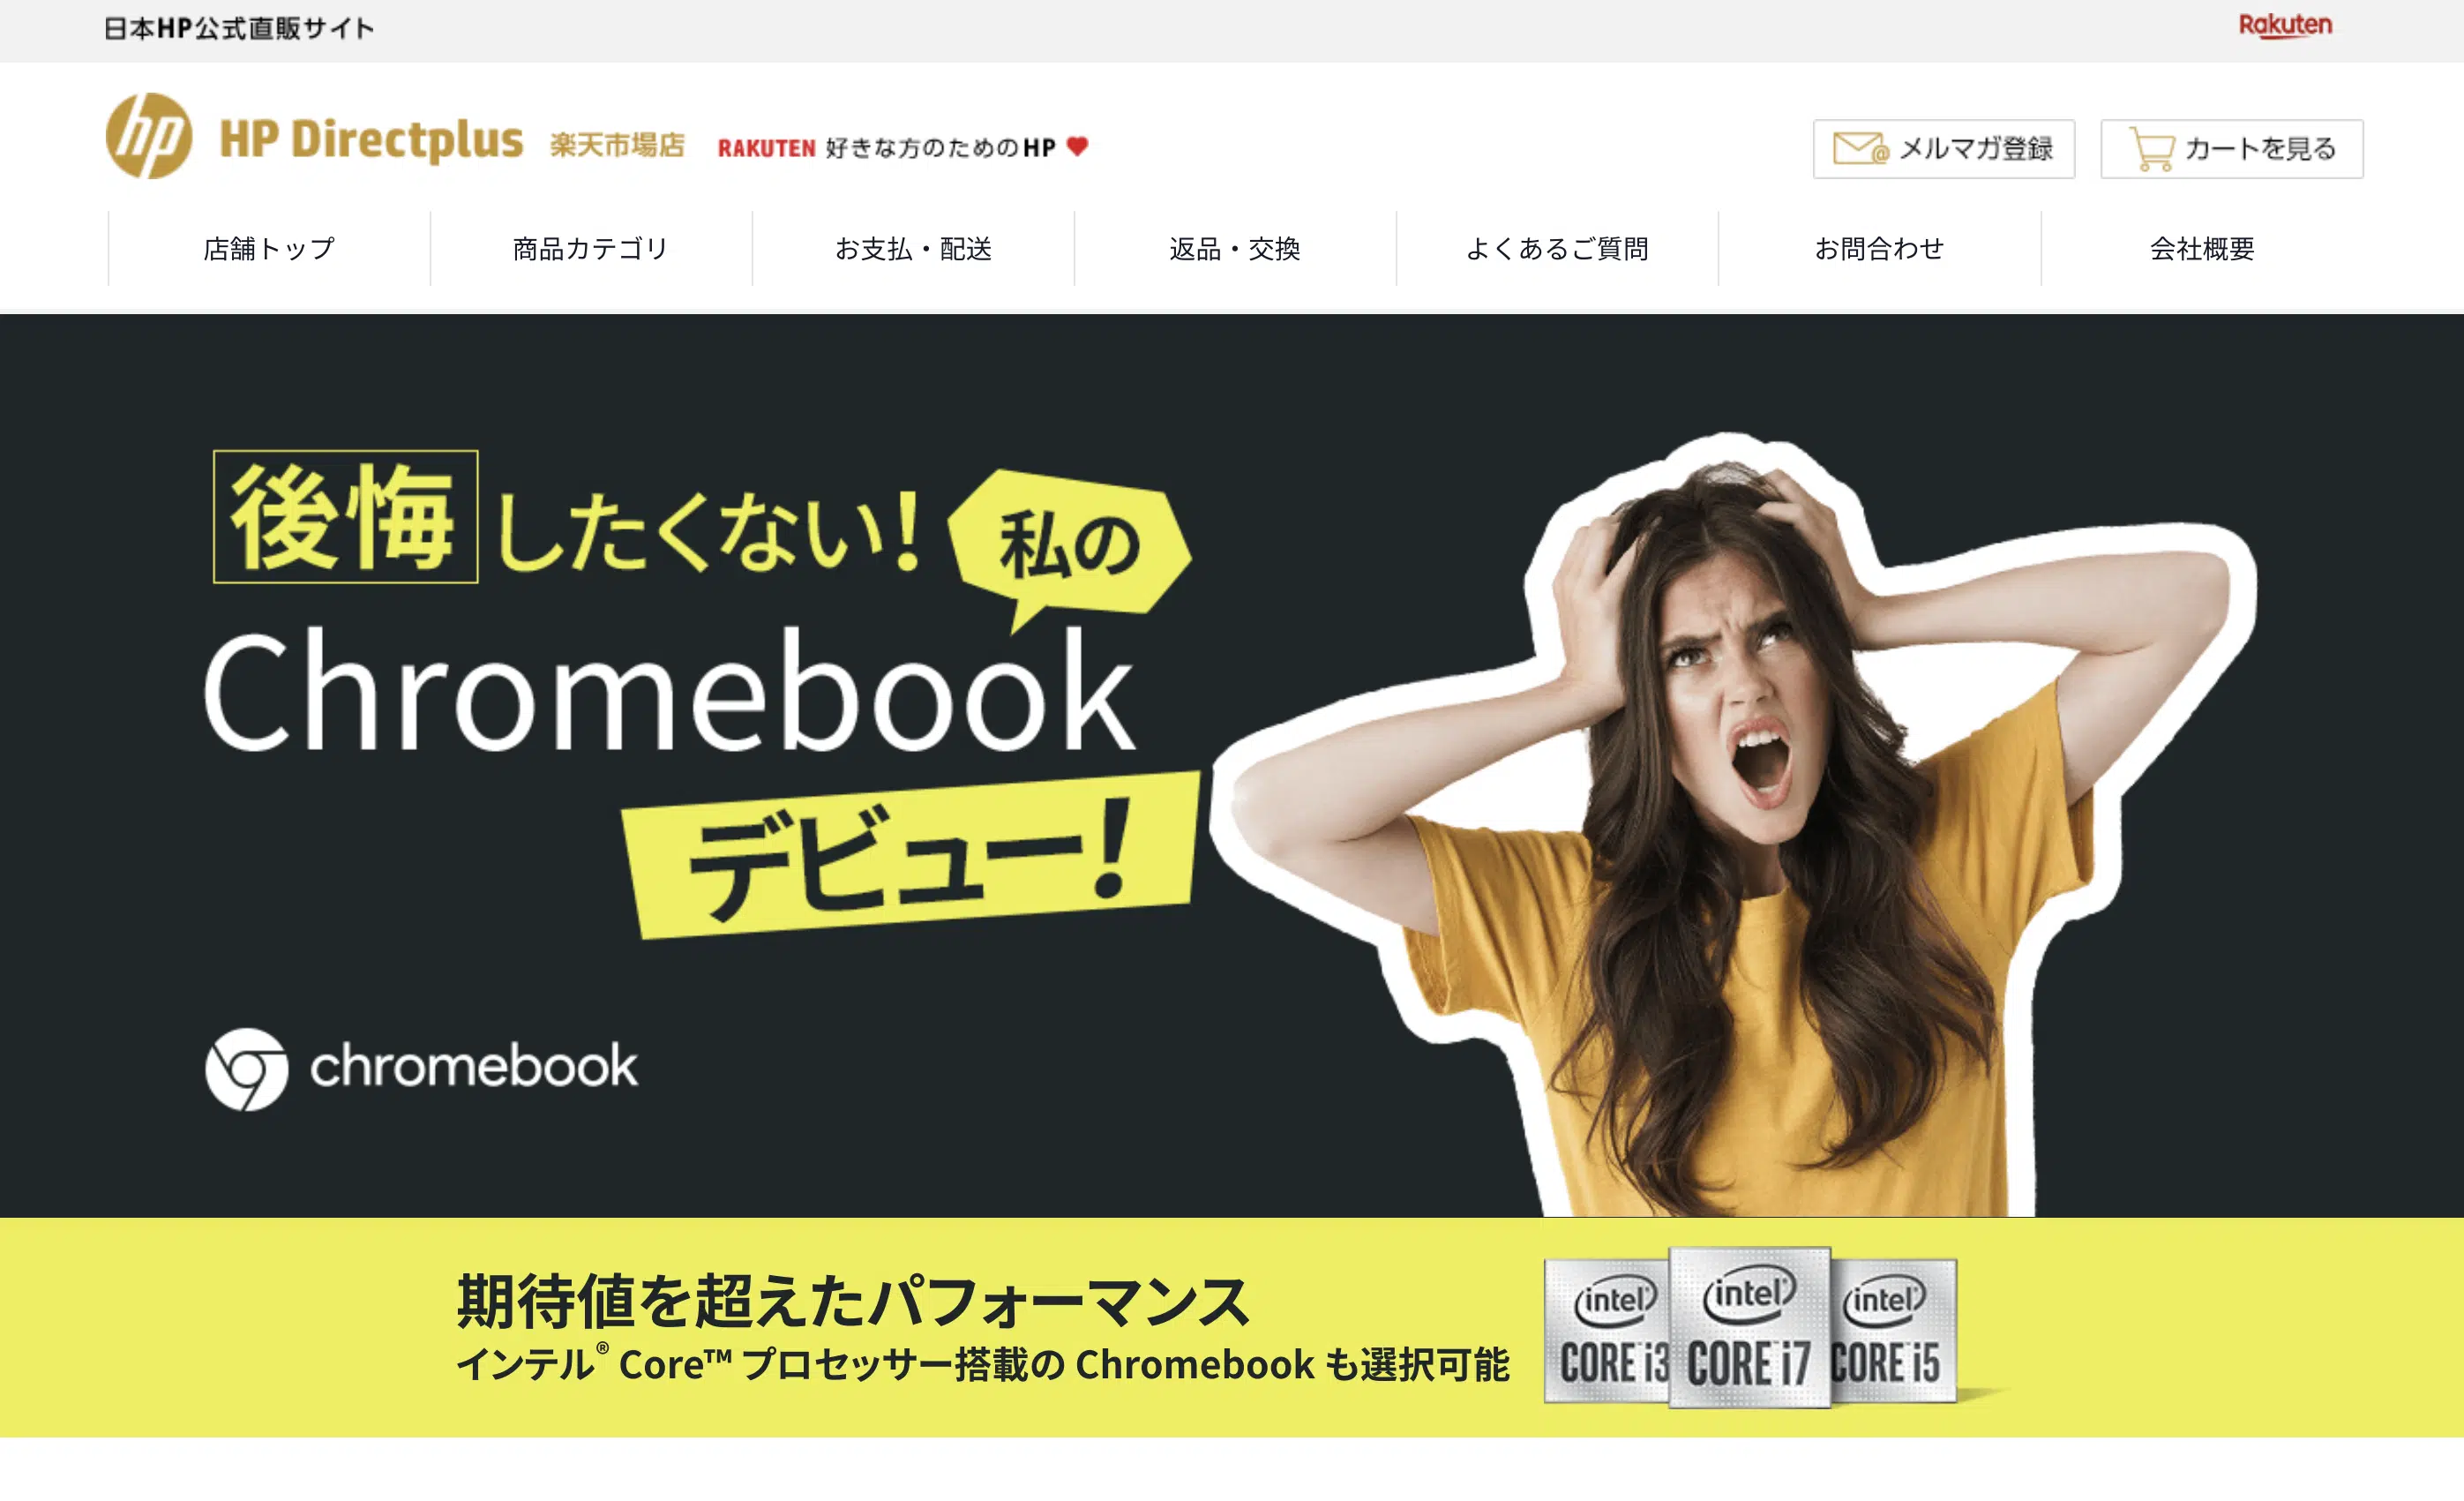 日本HP公式直販サイト
Rakuten
hp HP Directplus 楽天市場店 RAKUTEN 好きな方のためのHP
メルマガ登録
カートを見る
店舗トップ 商品カテゴリ お支払・配送 返品・交換 よくあるご質問 お問合わせ 会社概要
後悔したくない! 私の
Chromebook
デビュー!
chromebook
期待値を超えたパフォーマンス
インテル® Core™ プロセッサー搭載の Chromebook も選択可能
intel® CORE™ i3
intel® CORE™ i7
intel® CORE™ i5